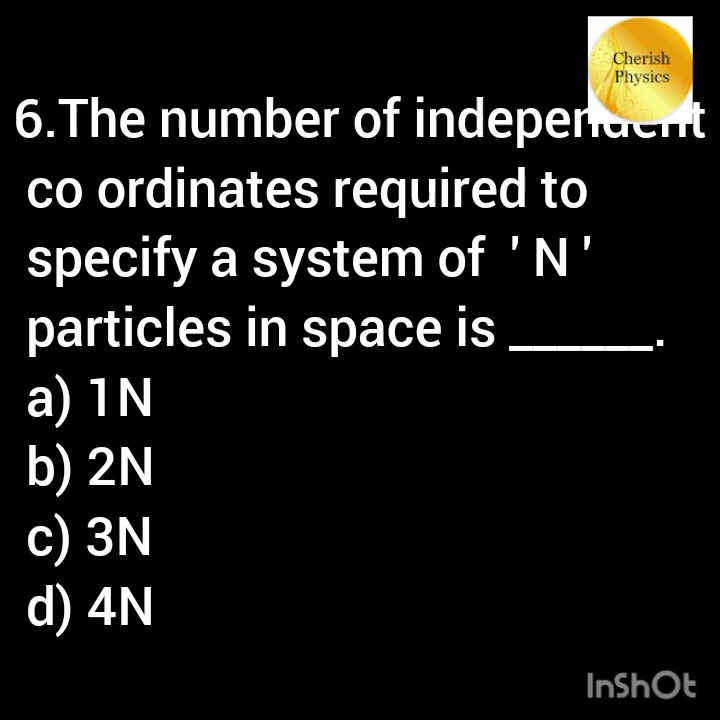 Cherish
Physics
6.The number of independent
co ordinates required to
specify a system of ' N '
particles in space is ______.
a) 1N
b) 2N
c) 3N
d) 4N
InShOt